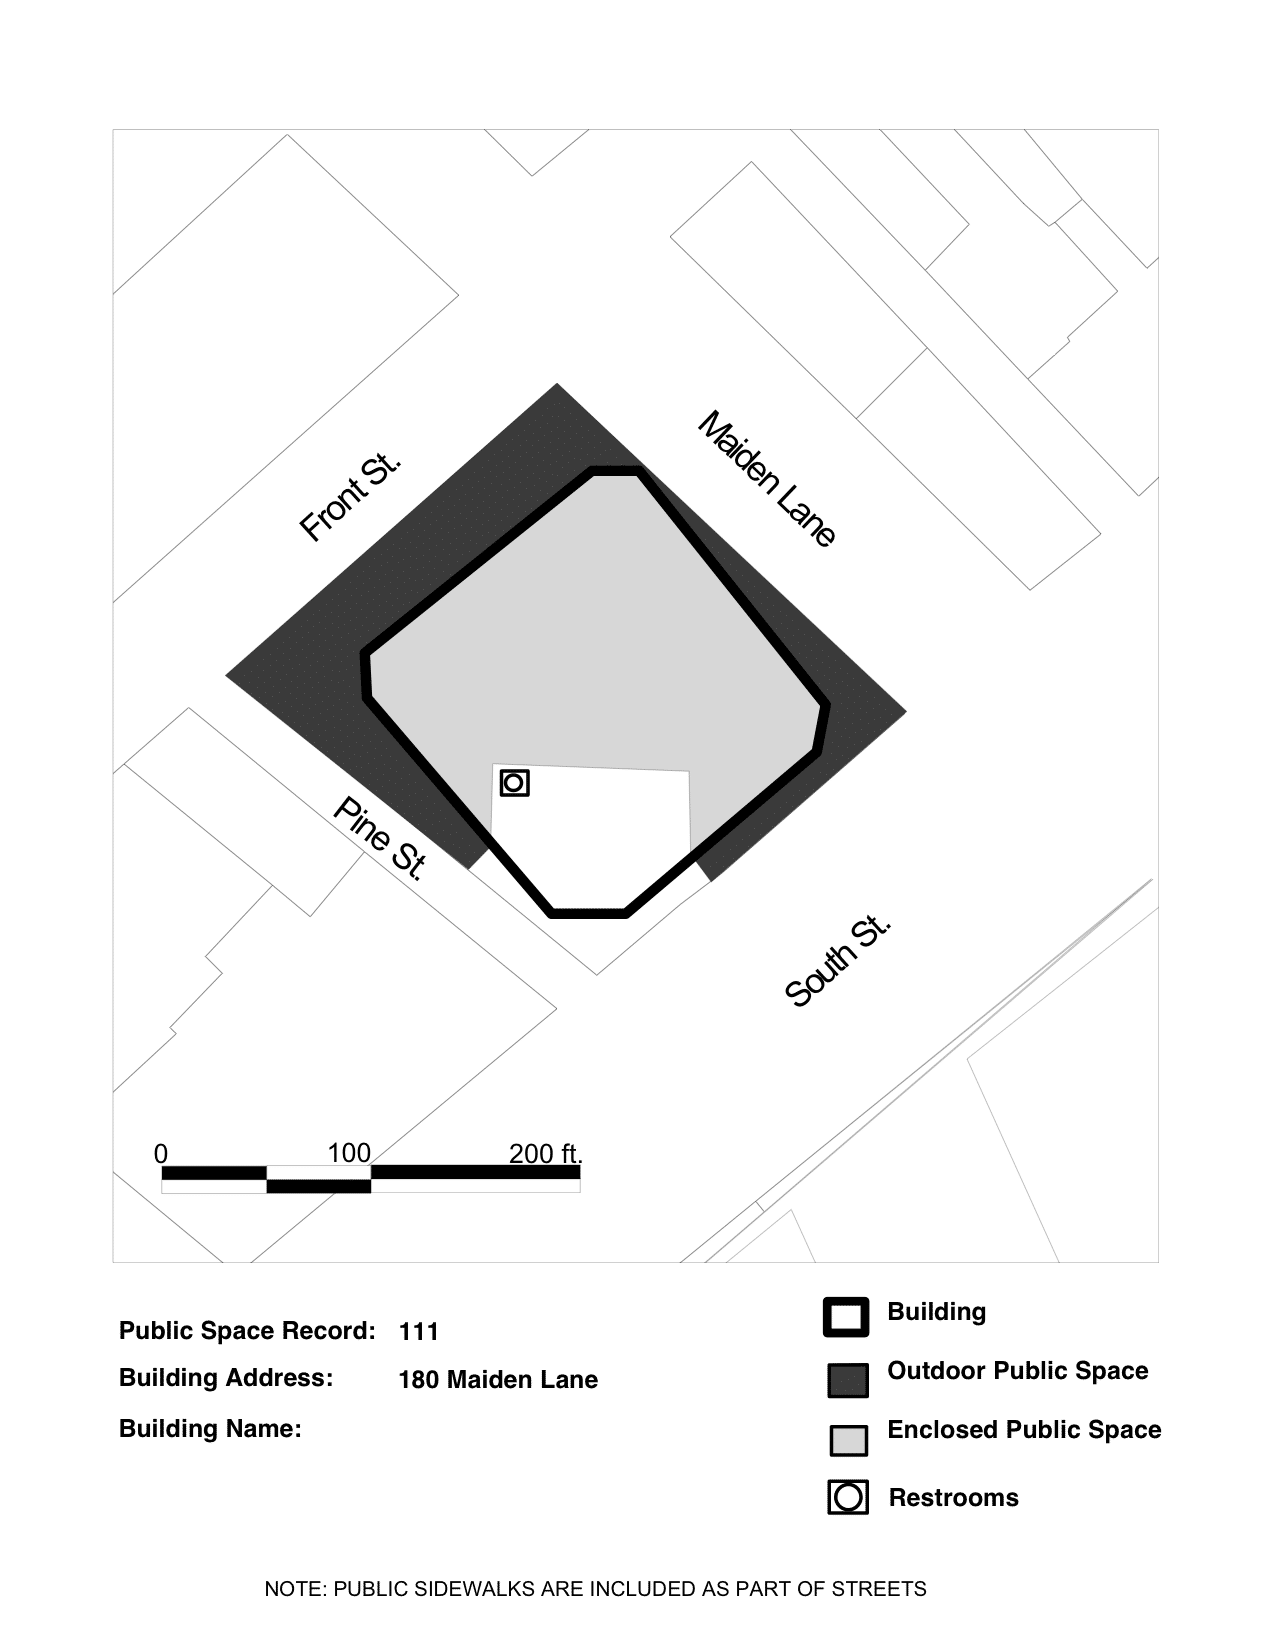 Front St.
Maiden Lane
Pine St.
South St.
0 100 200 ft.
Public Space Record: 111
Building Address: 180 Maiden Lane
Building Name:
Building
Outdoor Public Space
Enclosed Public Space
Restrooms
NOTE: PUBLIC SIDEWALKS ARE INCLUDED AS PART OF STREETS